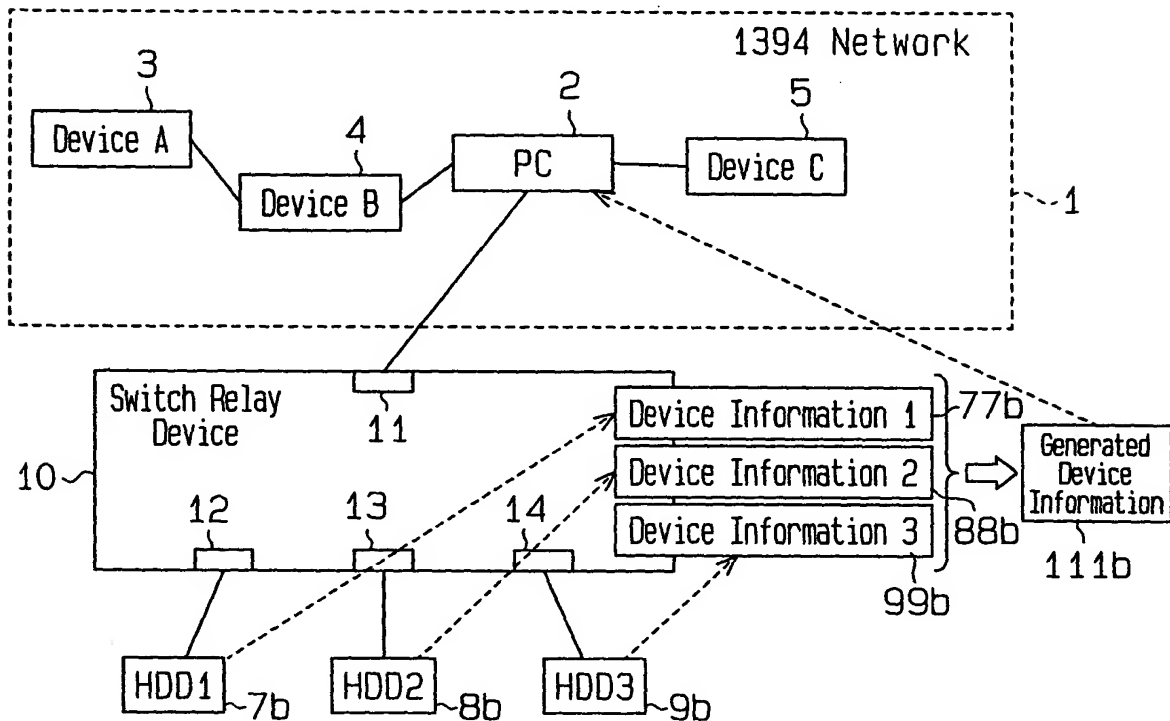 1394 Network
3
Device A
4
Device B
2
PC
5
Device C
1
Switch Relay
Device
10
11
12
13
14
Device Information 1
77b
Device Information 2
88b
Device Information 3
99b
Generated
Device
Information
111b
HDD1
7b
HDD2
8b
HDD3
9b